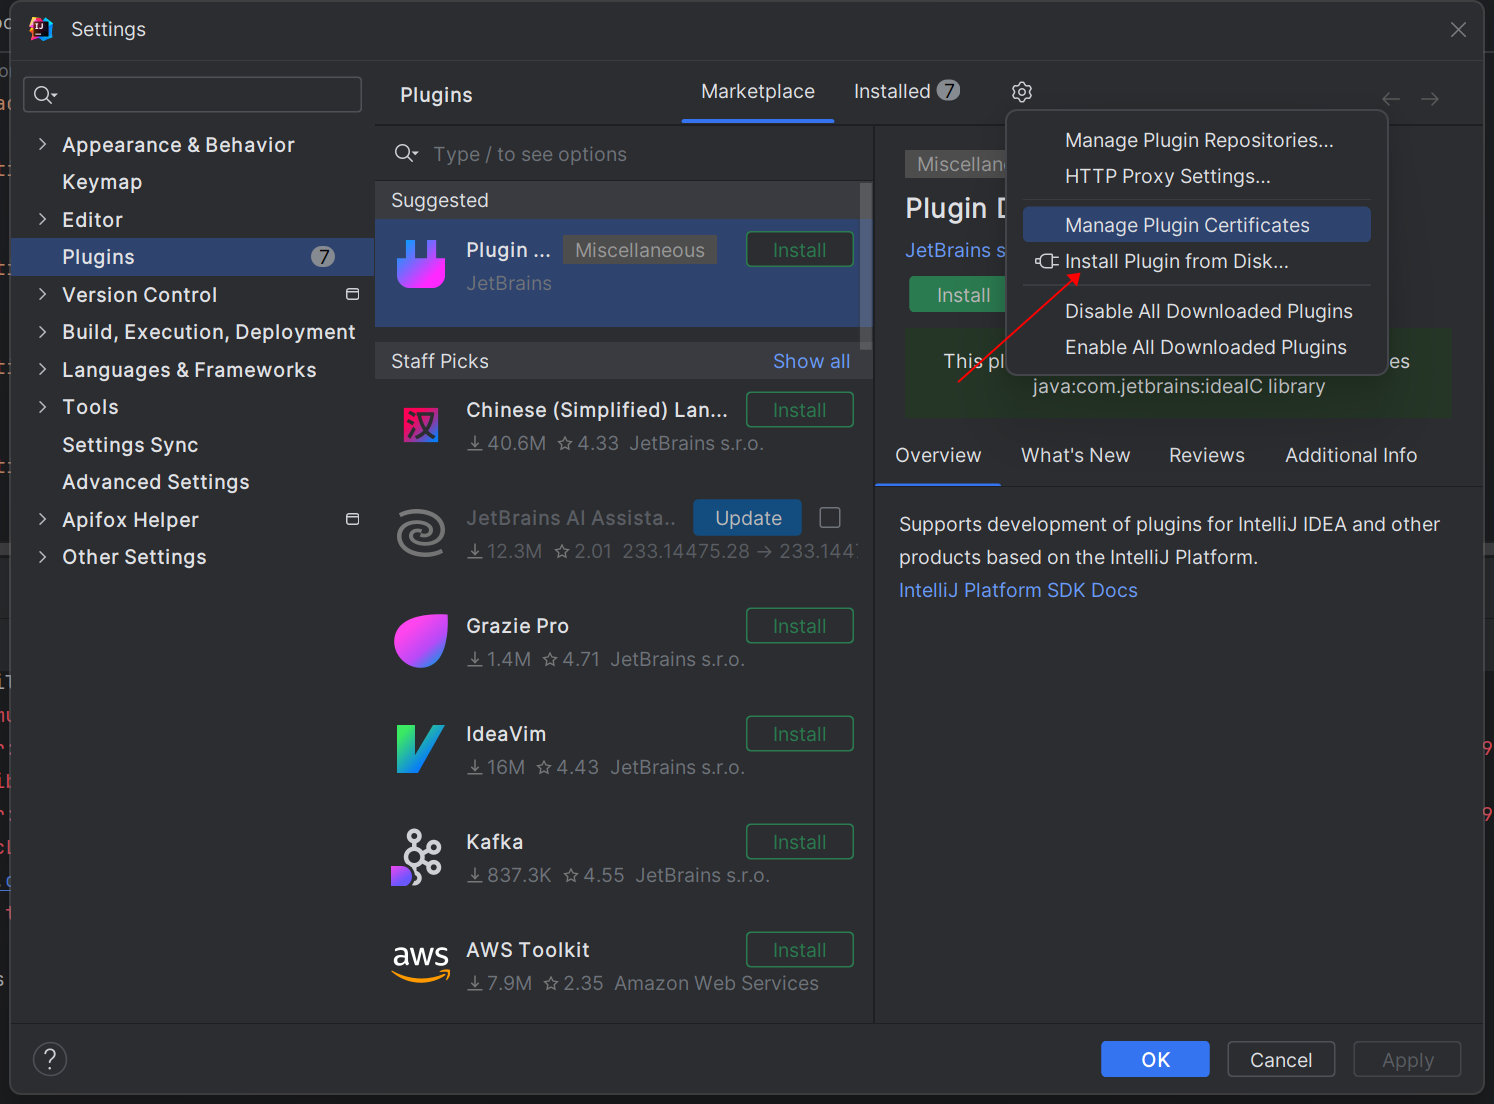 Settings
Plugins
Marketplace
Installed 7
Appearance & Behavior
Keymap
Editor
Plugins 7
Version Control
Build, Execution, Deployment
Languages & Frameworks
Tools
Settings Sync
Advanced Settings
Apifox Helper
Other Settings
Type / to see options
Suggested
Plugin ... Miscellaneous Install
JetBrains
Staff Picks Show all
Chinese (Simplified) Lan... Install
40.6M 4.33 JetBrains s.r.o.
JetBrains AI Assista.. Update
12.3M 2.01 233.14475.28 → 233.144
Grazie Pro Install
1.4M 4.71 JetBrains s.r.o.
IdeaVim Install
16M 4.43 JetBrains s.r.o.
Kafka Install
837.3K 4.55 JetBrains s.r.o.
aws
AWS Toolkit Install
7.9M 2.35 Amazon Web Services
Manage Plugin Repositories...
HTTP Proxy Settings...
Manage Plugin Certificates
Install Plugin from Disk...
Disable All Downloaded Plugins
Enable All Downloaded Plugins
Miscellan
Plugin D
JetBrains s
Install
This pl es
java:com.jetbrains:ideaIC library
Overview
What's New
Reviews
Additional Info
Supports development of plugins for IntelliJ IDEA and other
products based on the IntelliJ Platform.
IntelliJ Platform SDK Docs
汉
IJ
?
OK
Cancel
Apply